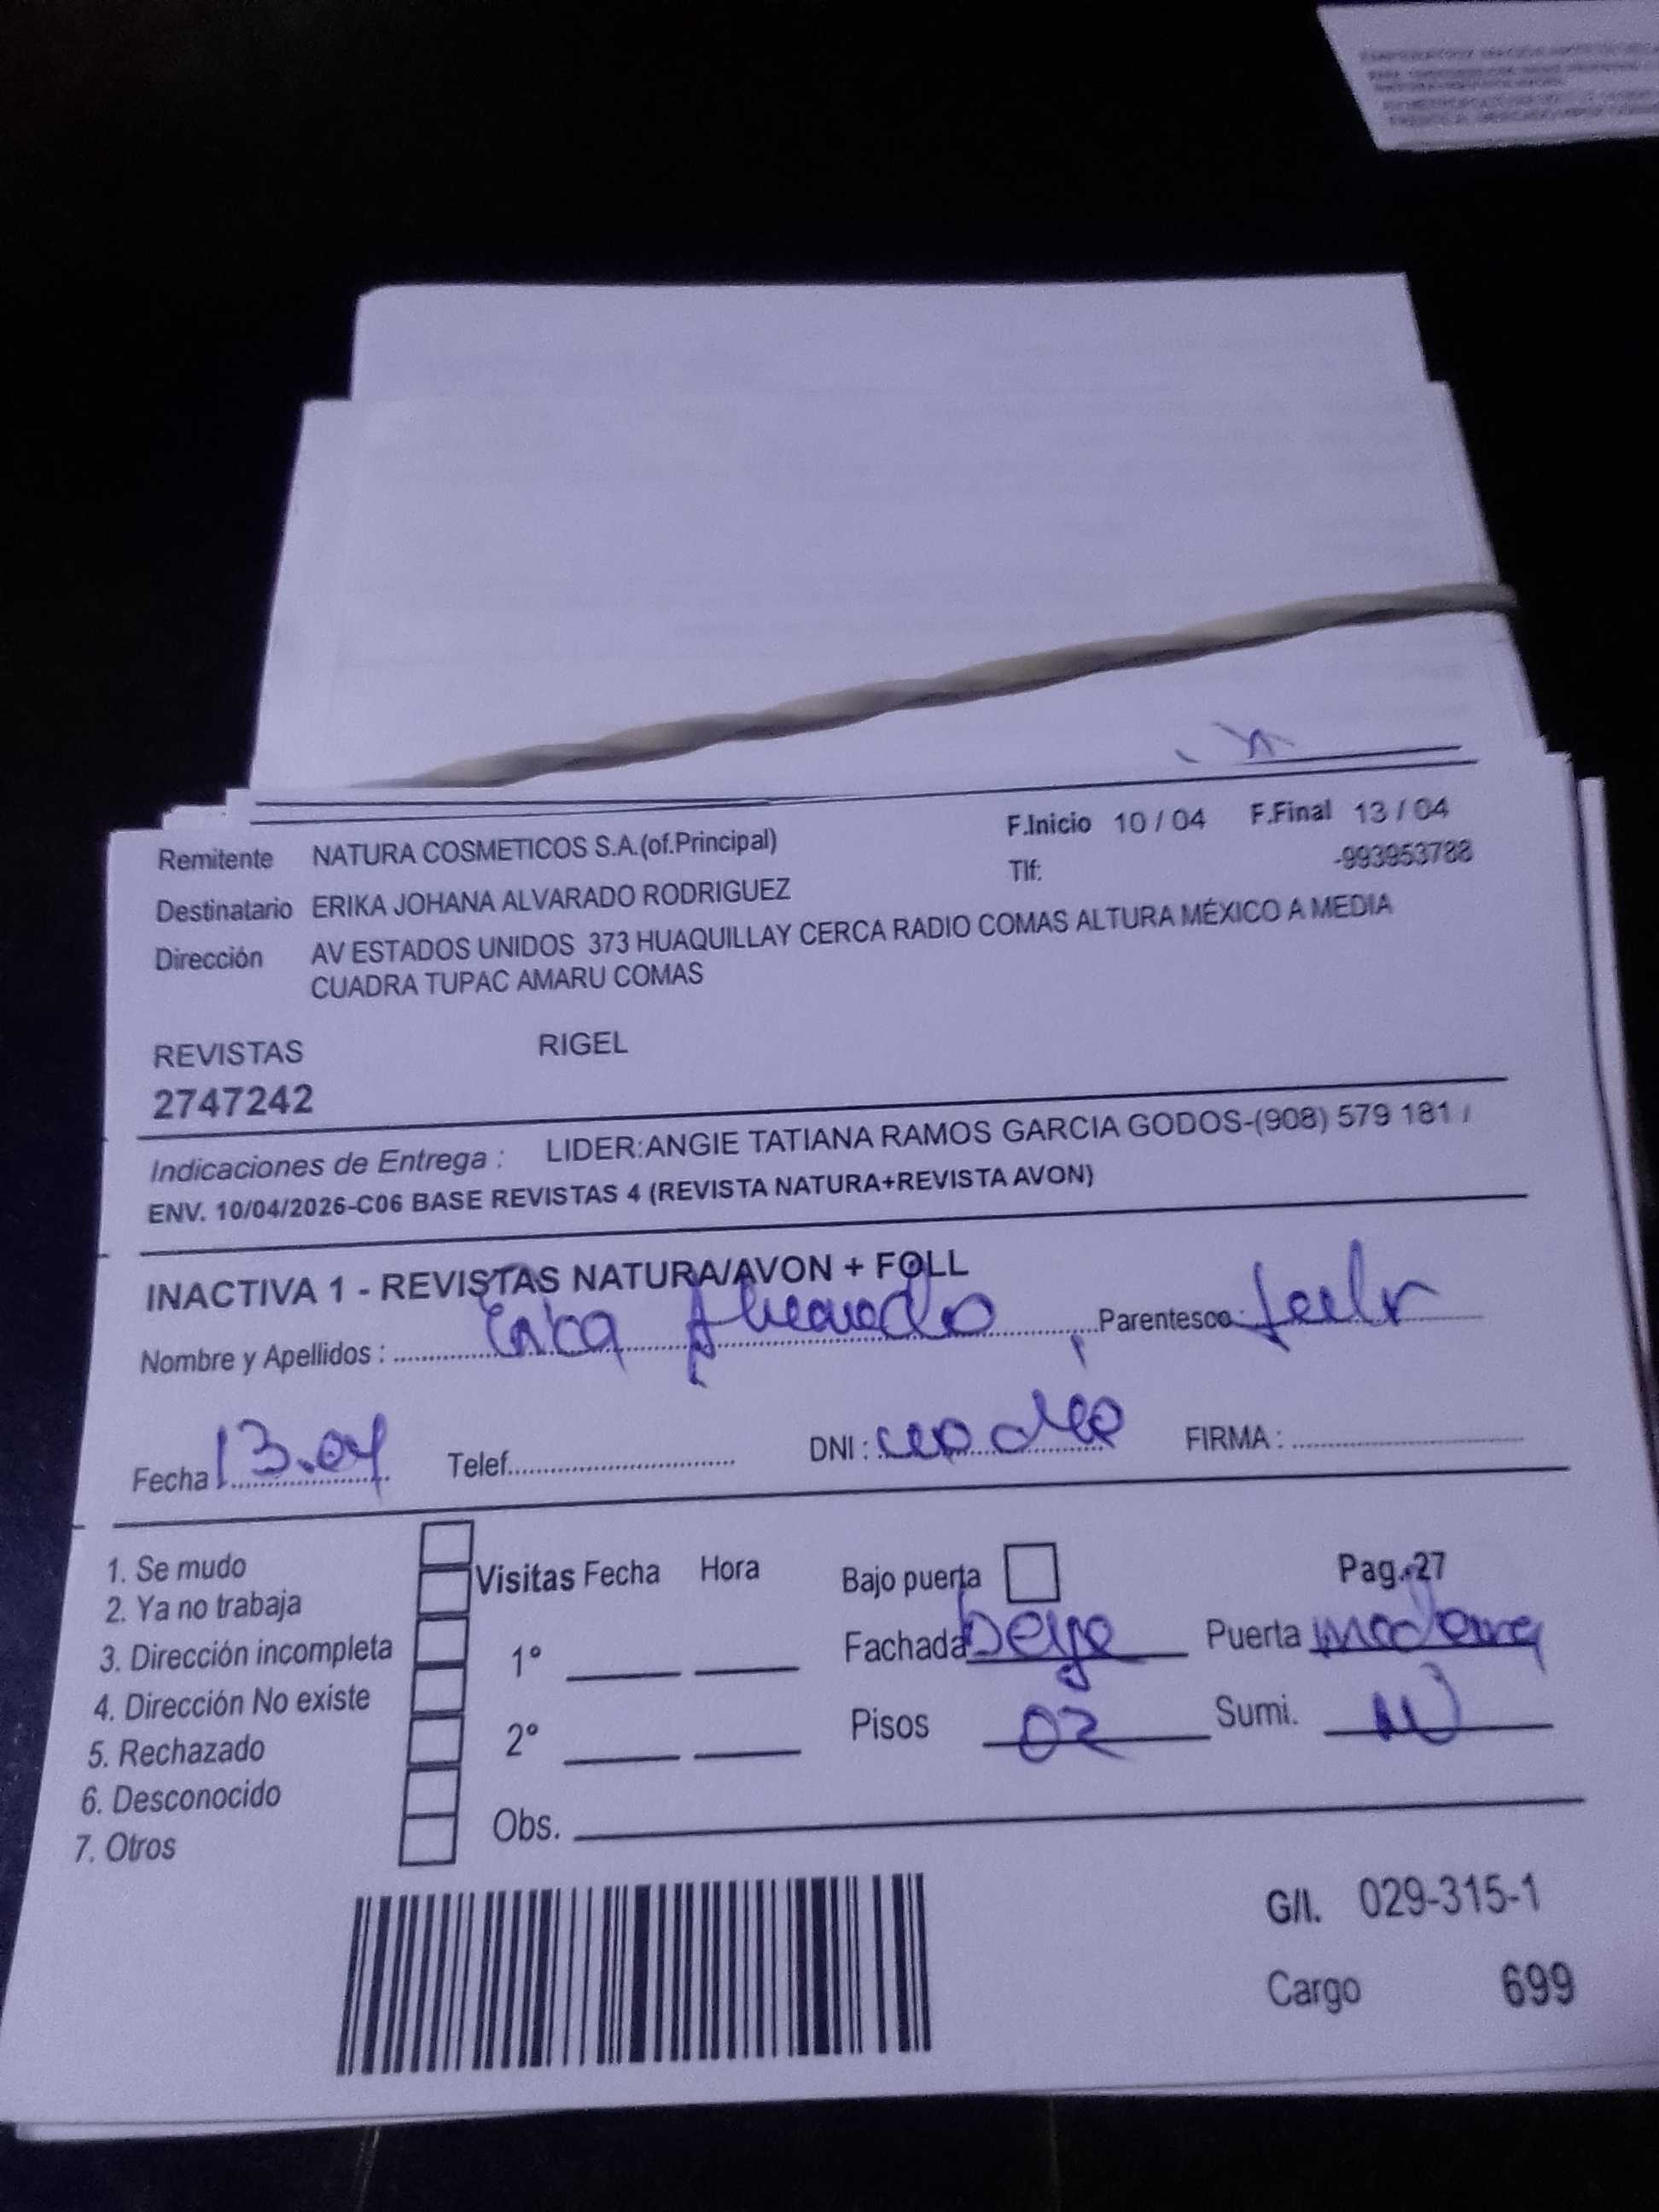 Remitente NATURA COSMETICOS S.A.(of.Principal) F.Inicio 10 / 04 F.Final 13 / 04
Tlf: -993953788
Destinatario ERIKA JOHANA ALVARADO RODRIGUEZ
Dirección AV ESTADOS UNIDOS 373 HUAQUILLAY CERCA RADIO COMAS ALTURA MÉXICO A MEDIA
CUADRA TUPAC AMARU COMAS
REVISTAS RIGEL
2747242
Indicaciones de Entrega : LIDER:ANGIE TATIANA RAMOS GARCIA GODOS-(908) 579 181 /
ENV. 10/04/2026-C06 BASE REVISTAS 4 (REVISTA NATURA+REVISTA AVON)
INACTIVA 1 - REVISTAS NATURA/AVON + FOLL
Nombre y Apellidos : Erika Alvarado Parentesco :
Fecha 13.04 Telef. DNI : FIRMA :
1. Se mudo
2. Ya no trabaja
3. Dirección incompleta
4. Dirección No existe
5. Rechazado
6. Desconocido
7. Otros
Visitas Fecha Hora
1°
2°
Obs.
Bajo puerta Pag.-27
Fachada beige Puerta madera
Pisos 02 Sumi.
G/I. 029-315-1
Cargo 699